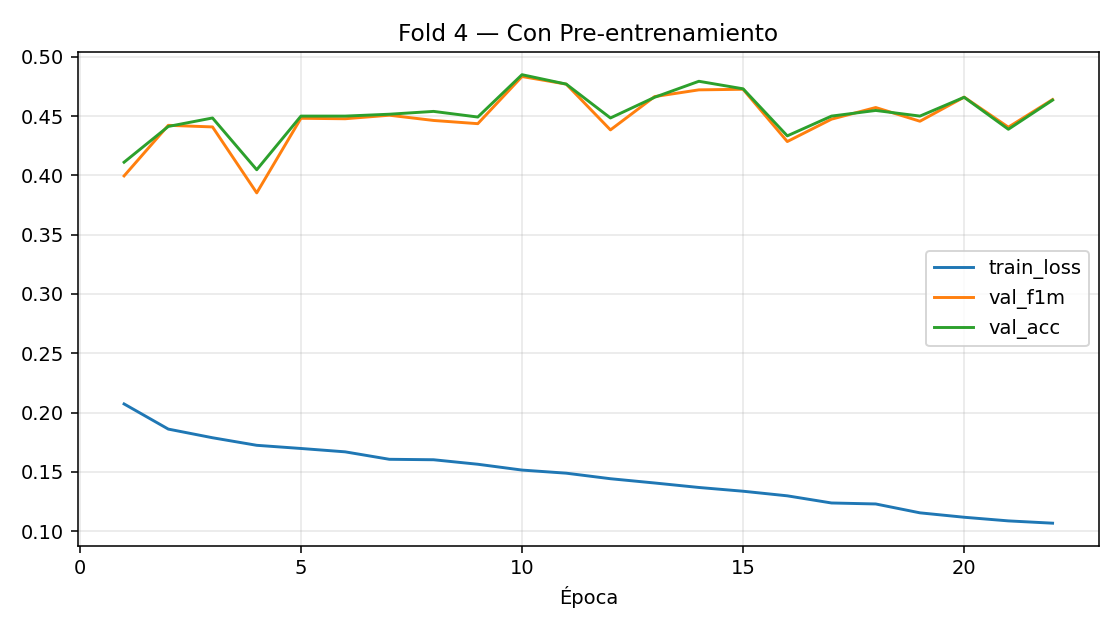 Fold 4 — Con Pre-entrenamiento
0.50
0.45
0.40
0.35
0.30
0.25
0.20
0.15
0.10
train_loss
val_f1m
val_acc
0 5 10 15 20
Época